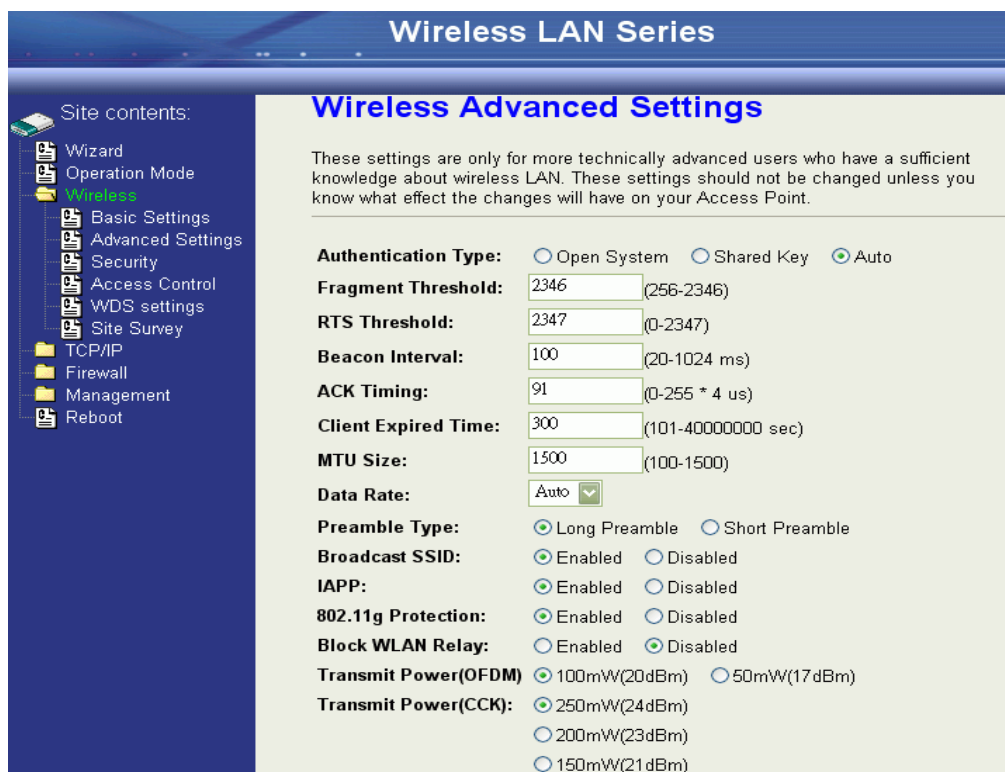 Wireless LAN Series
Site contents:
Wizard
Operation Mode
Wireless
Basic Settings
Advanced Settings
Security
Access Control
WDS settings
Site Survey
TCP/IP
Firewall
Management
Reboot
Wireless Advanced Settings
These settings are only for more technically advanced users who have a sufficient
knowledge about wireless LAN. These settings should not be changed unless you
know what effect the changes will have on your Access Point.
Authentication Type: Open System Shared Key Auto
Fragment Threshold: 2346 (256-2346)
RTS Threshold: 2347 (0-2347)
Beacon Interval: 100 (20-1024 ms)
ACK Timing: 91 (0-255 * 4 us)
Client Expired Time: 300 (101-40000000 sec)
MTU Size: 1500 (100-1500)
Data Rate: Auto
Preamble Type: Long Preamble Short Preamble
Broadcast SSID: Enabled Disabled
IAPP: Enabled Disabled
802.11g Protection: Enabled Disabled
Block WLAN Relay: Enabled Disabled
Transmit Power(OFDM) 100mW(20dBm) 50mW(17dBm)
Transmit Power(CCK): 250mW(24dBm)
200mW(23dBm)
150mW(21dBm)